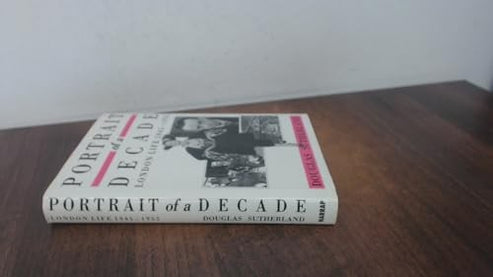 PORTRAIT
of a
DECADE
LONDON LIFE
DOUGLAS SUTHERLAND
PORTRAIT of a DECADE
LONDON LIFE 1945-1955
DOUGLAS SUTHERLAND
HARRAP